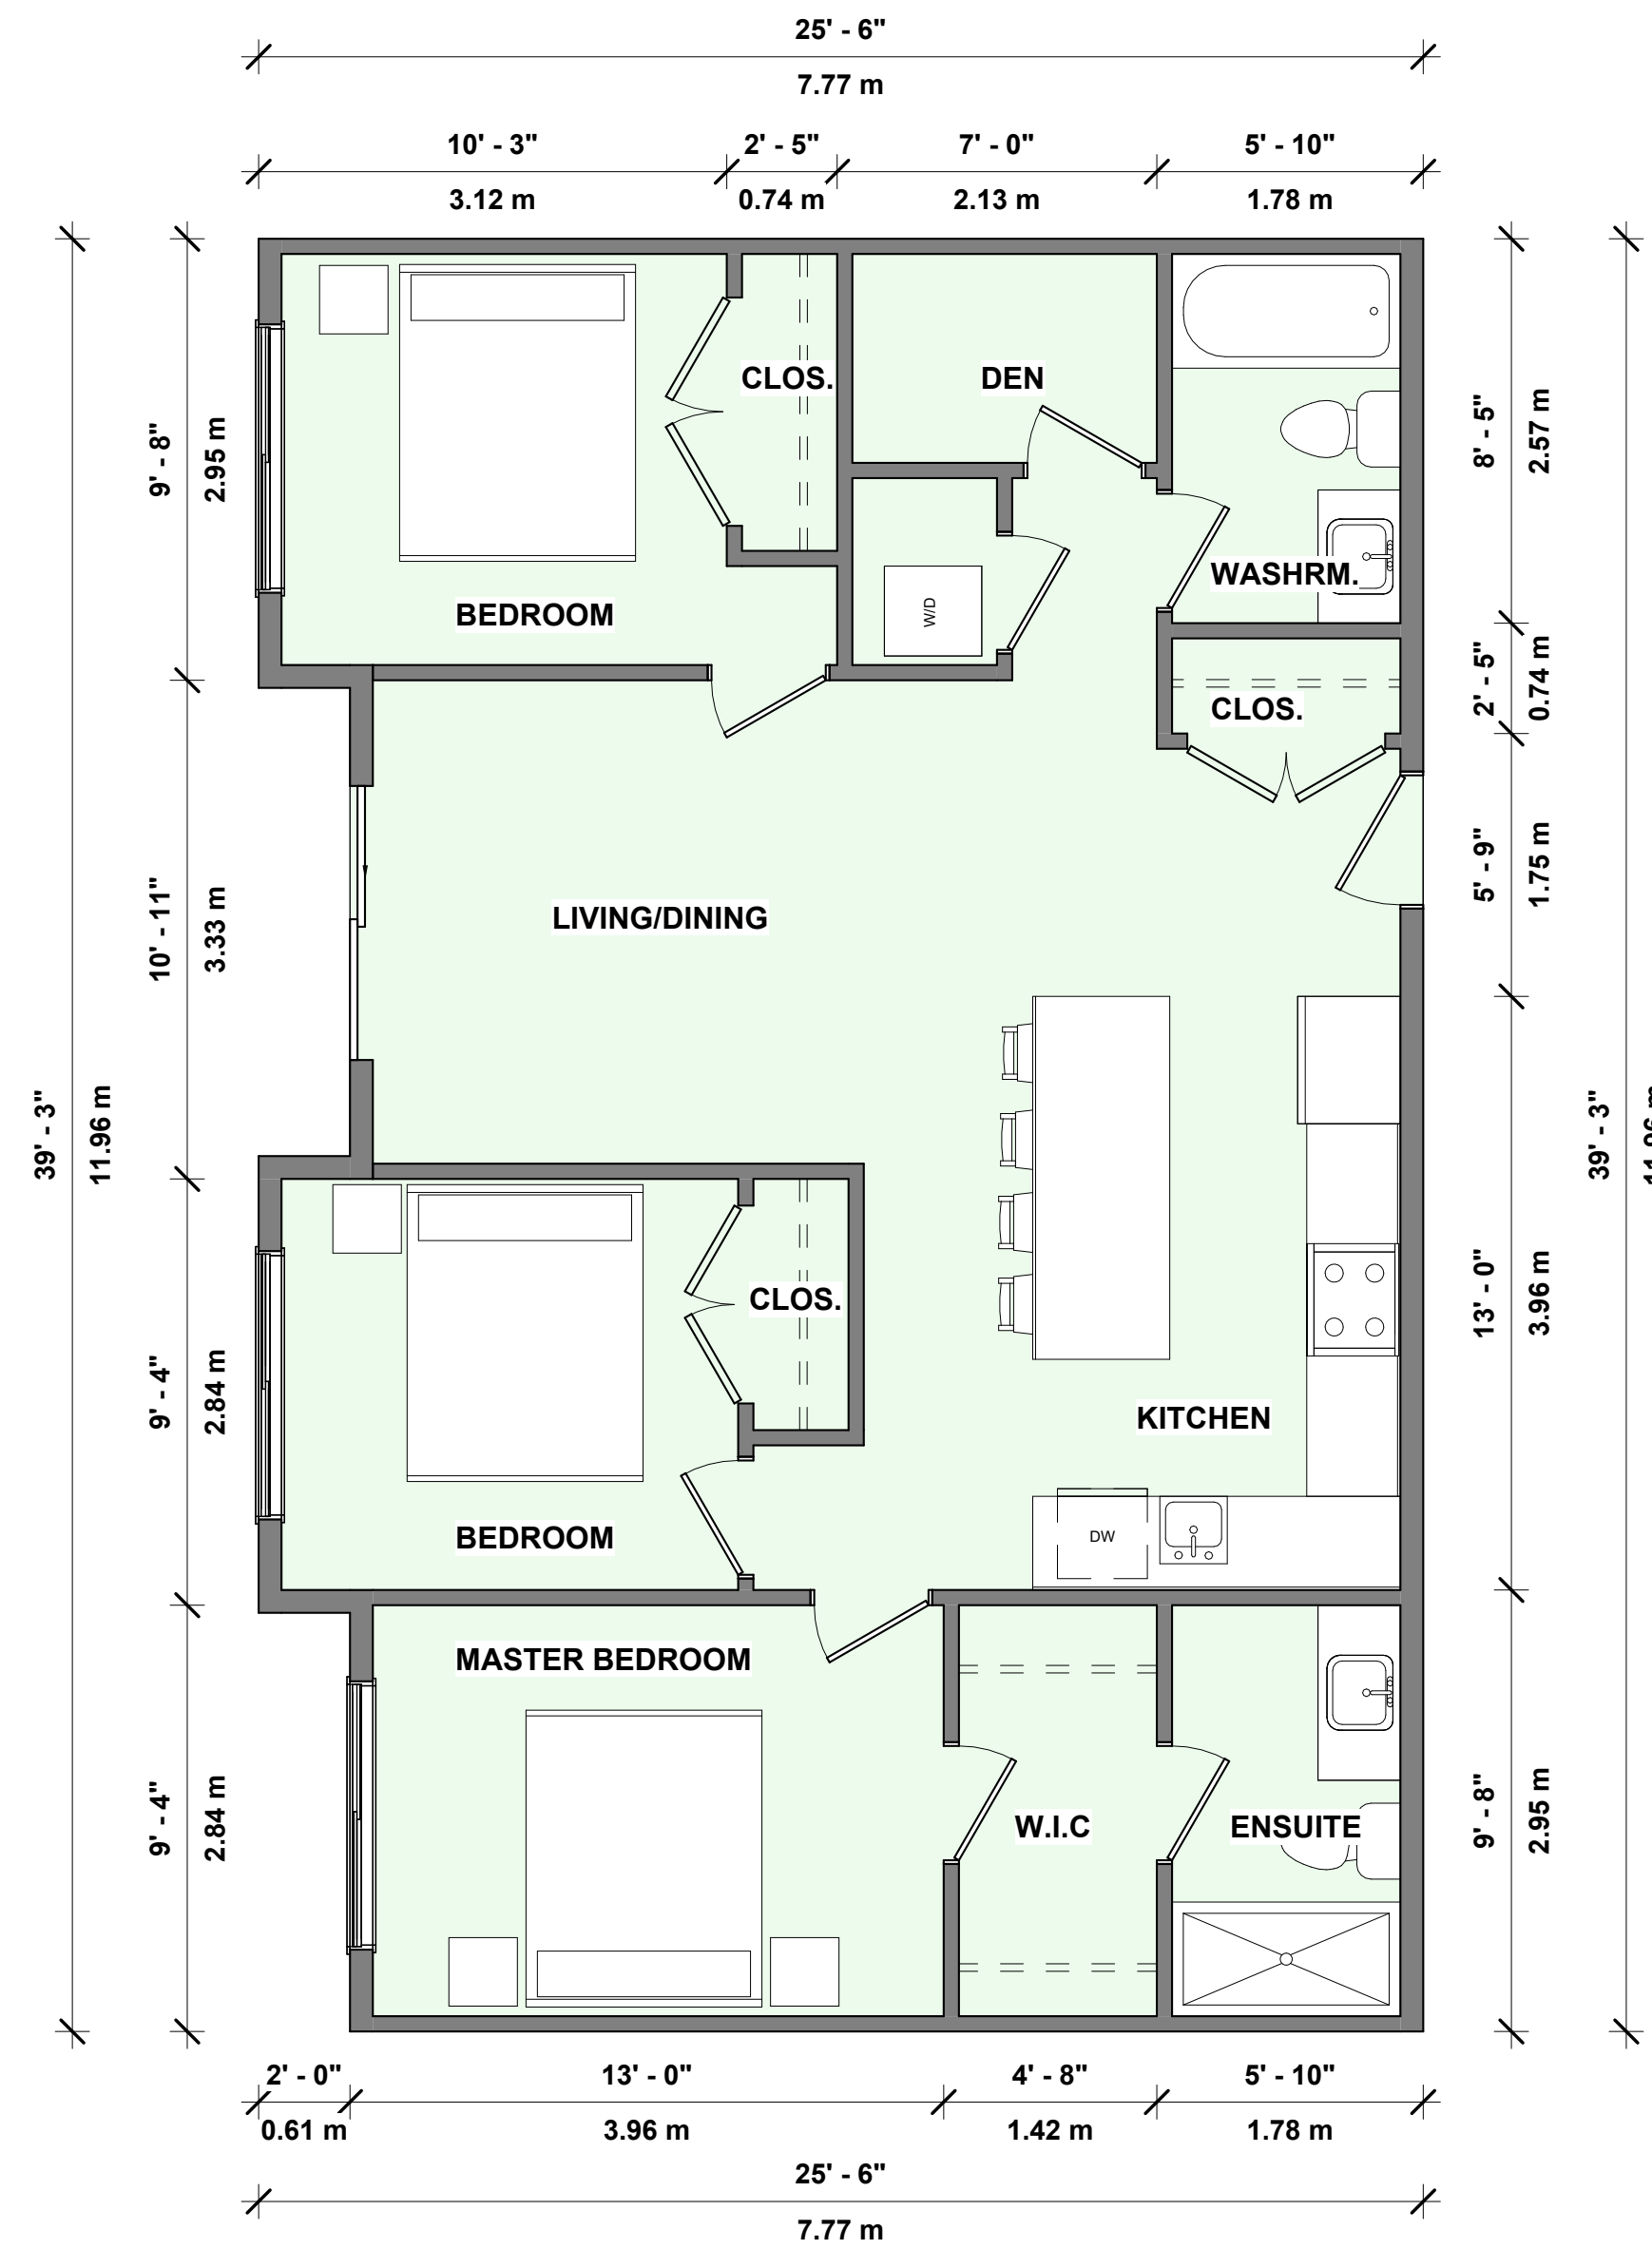 25' - 6"
7.77 m
10' - 3"
2' - 5"
7' - 0"
5' - 10"
3.12 m
0.74 m
2.13 m
1.78 m
CLOS.
DEN
9' - 8"
2.95 m
8' - 5"
2.57 m
WASHRM.
W/D
BEDROOM
2' - 5"
0.74 m
CLOS.
5' - 9"
1.75 m
LIVING/DINING
10' - 11"
3.33 m
39' - 3"
11.96 m
39' - 3"
11.96 m
CLOS.
13' - 0"
3.96 m
9' - 4"
2.84 m
KITCHEN
DW
BEDROOM
MASTER BEDROOM
9' - 4"
2.84 m
W.I.C
ENSUITE
9' - 8"
2.95 m
2' - 0"
13' - 0"
4' - 8"
5' - 10"
0.61 m
3.96 m
1.42 m
1.78 m
25' - 6"
7.77 m